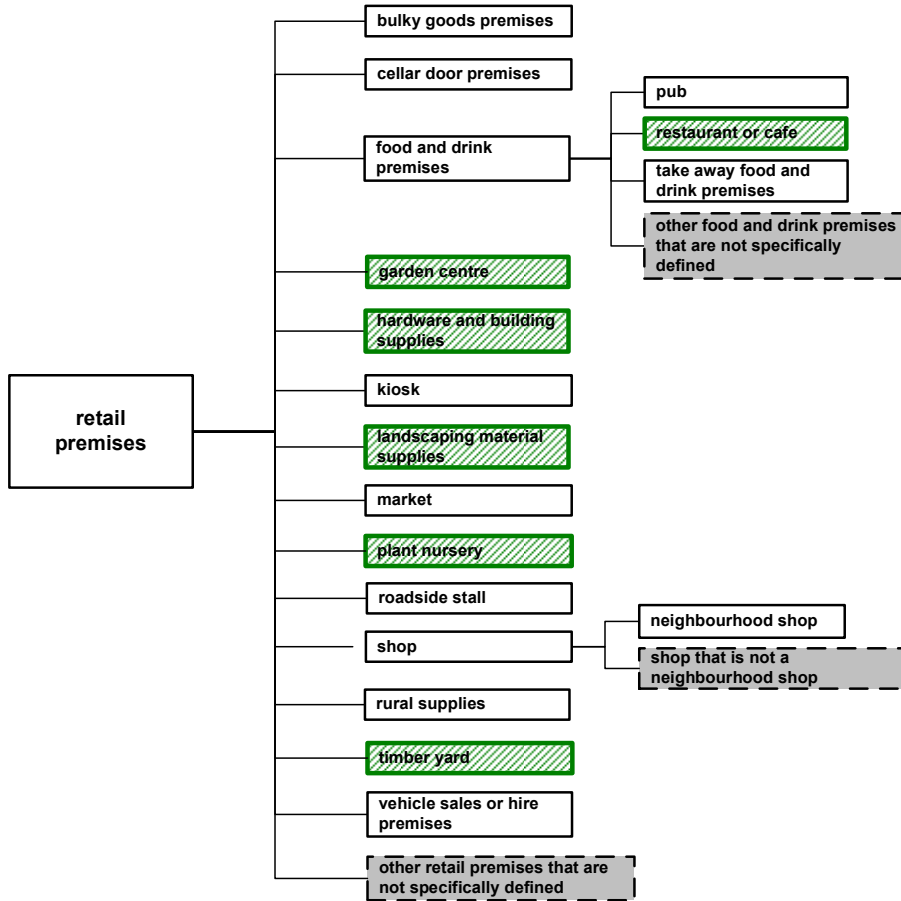 bulky goods premises
cellar door premises
pub
restaurant or cafe
food and drink
premises
take away food and
drink premises
other food and drink premises
that are not specifically
defined
garden centre
hardware and building
supplies
kiosk
retail
premises
landscaping material
supplies
market
plant nursery
roadside stall
shop
neighbourhood shop
shop that is not a
neighbourhood shop
rural supplies
timber yard
vehicle sales or hire
premises
other retail premises that are
not specifically defined